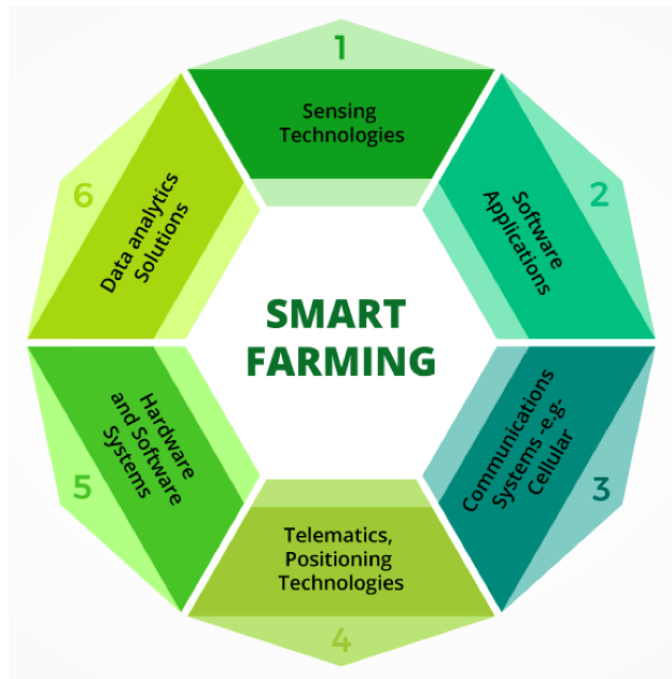 1
Sensing
Technologies
2
Software
Applications
3
Communications
Systems -e.g-
Cellular
4
Telematics,
Positioning
Technologies
5
Hardware
and Software
Systems
6
Data analytics
Solutions
SMART
FARMING